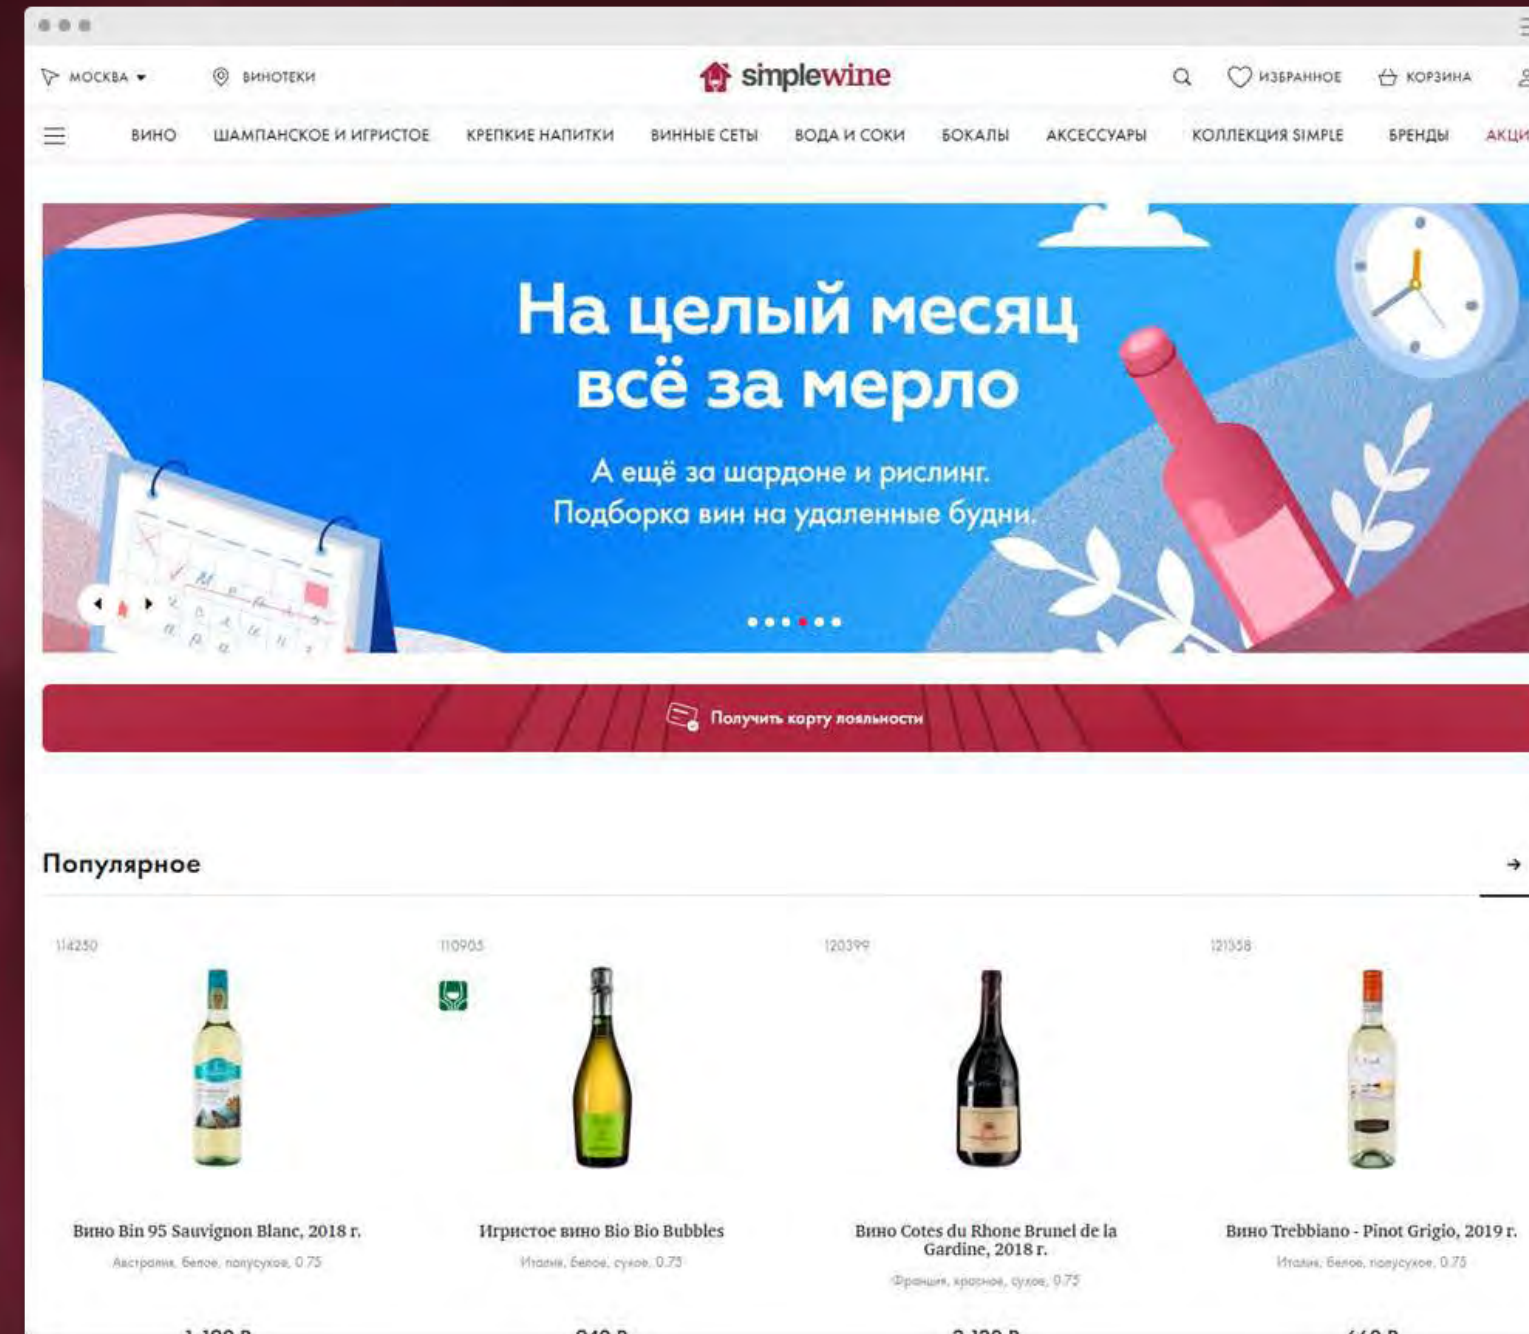 МОСКВА
ВИНОТЕКИ
simplewine
ИЗБРАННОЕ
КОРЗИНА
ВИНО
ШАМПАНСКОЕ И ИГРИСТОЕ
КРЕПКИЕ НАПИТКИ
ВИННЫЕ СЕТЫ
ВОДА И СОКИ
БОКАЛЫ
АКСЕССУАРЫ
КОЛЛЕКЦИЯ SIMPLE
БРЕНДЫ
АКЦИ
На целый месяц
всё за мерло
А ещё за шардоне и рислинг.
Подборка вин на удаленные будни.
Получить карту лояльности
Популярное
114250
110905
120399
121358
Вино Bin 95 Sauvignon Blanc, 2018 г.
Австралия, белое, полусухое, 0.75
Игристое вино Bio Bio Bubbles
Италия, белое, сухое, 0.75
Вино Cotes du Rhone Brunel de la
Gardine, 2018 г.
Франция, красное, сухое, 0.75
Вино Trebbiano - Pinot Grigio, 2019 г.
Италия, белое, полусухое, 0.75